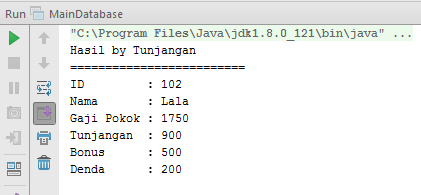 Run MainDatabase
"C:\Program Files\Java\jdk1.8.0_121\bin\java" ...
Hasil by Tunjangan
=========================
ID         : 102
Nama       : Lala
Gaji Pokok : 1750
Tunjangan  : 900
Bonus      : 500
Denda      : 200